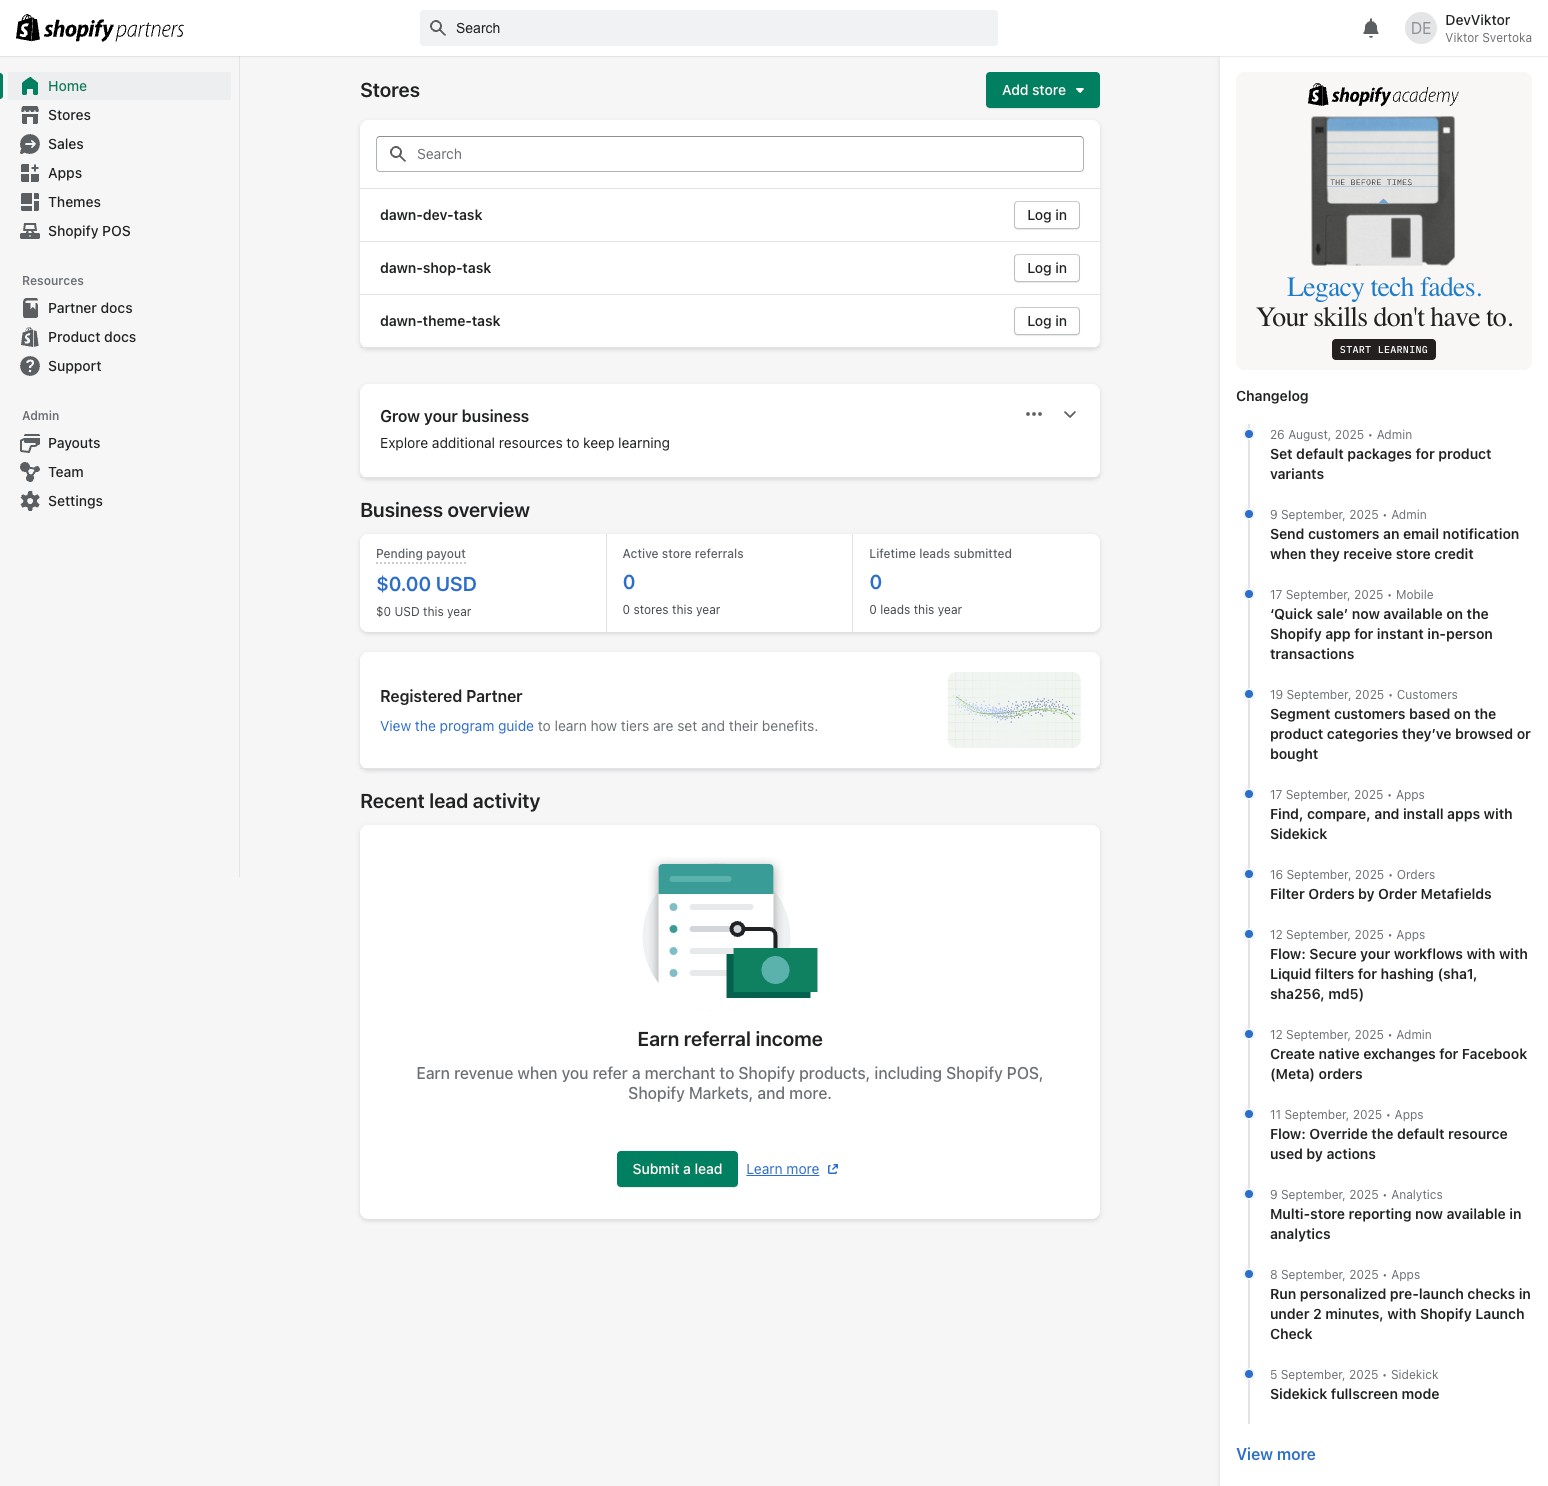 shopify partners
Search
DE
DevViktor
Viktor Svertoka
Home
Stores
Sales
Apps
Themes
Shopify POS
Resources
Partner docs
Product docs
Support
Admin
Payouts
Team
Settings
Stores
Add store
Search
dawn-dev-task
Log in
dawn-shop-task
Log in
dawn-theme-task
Log in
Grow your business
Explore additional resources to keep learning
Business overview
Pending payout
$0.00 USD
$0 USD this year
Active store referrals
0
0 stores this year
Lifetime leads submitted
0
0 leads this year
Registered Partner
View the program guide to learn how tiers are set and their benefits.
Recent lead activity
Earn referral income
Earn revenue when you refer a merchant to Shopify products, including Shopify POS,
Shopify Markets, and more.
Submit a lead
Learn more
shopify academy
THE BEFORE TIMES
Legacy tech fades.
Your skills don't have to.
START LEARNING
Changelog
26 August, 2025 • Admin
Set default packages for product
variants
9 September, 2025 • Admin
Send customers an email notification
when they receive store credit
17 September, 2025 • Mobile
‘Quick sale’ now available on the
Shopify app for instant in-person
transactions
19 September, 2025 • Customers
Segment customers based on the
product categories they’ve browsed or
bought
17 September, 2025 • Apps
Find, compare, and install apps with
Sidekick
16 September, 2025 • Orders
Filter Orders by Order Metafields
12 September, 2025 • Apps
Flow: Secure your workflows with with
Liquid filters for hashing (sha1,
sha256, md5)
12 September, 2025 • Admin
Create native exchanges for Facebook
(Meta) orders
11 September, 2025 • Apps
Flow: Override the default resource
used by actions
9 September, 2025 • Analytics
Multi-store reporting now available in
analytics
8 September, 2025 • Apps
Run personalized pre-launch checks in
under 2 minutes, with Shopify Launch
Check
5 September, 2025 • Sidekick
Sidekick fullscreen mode
View more